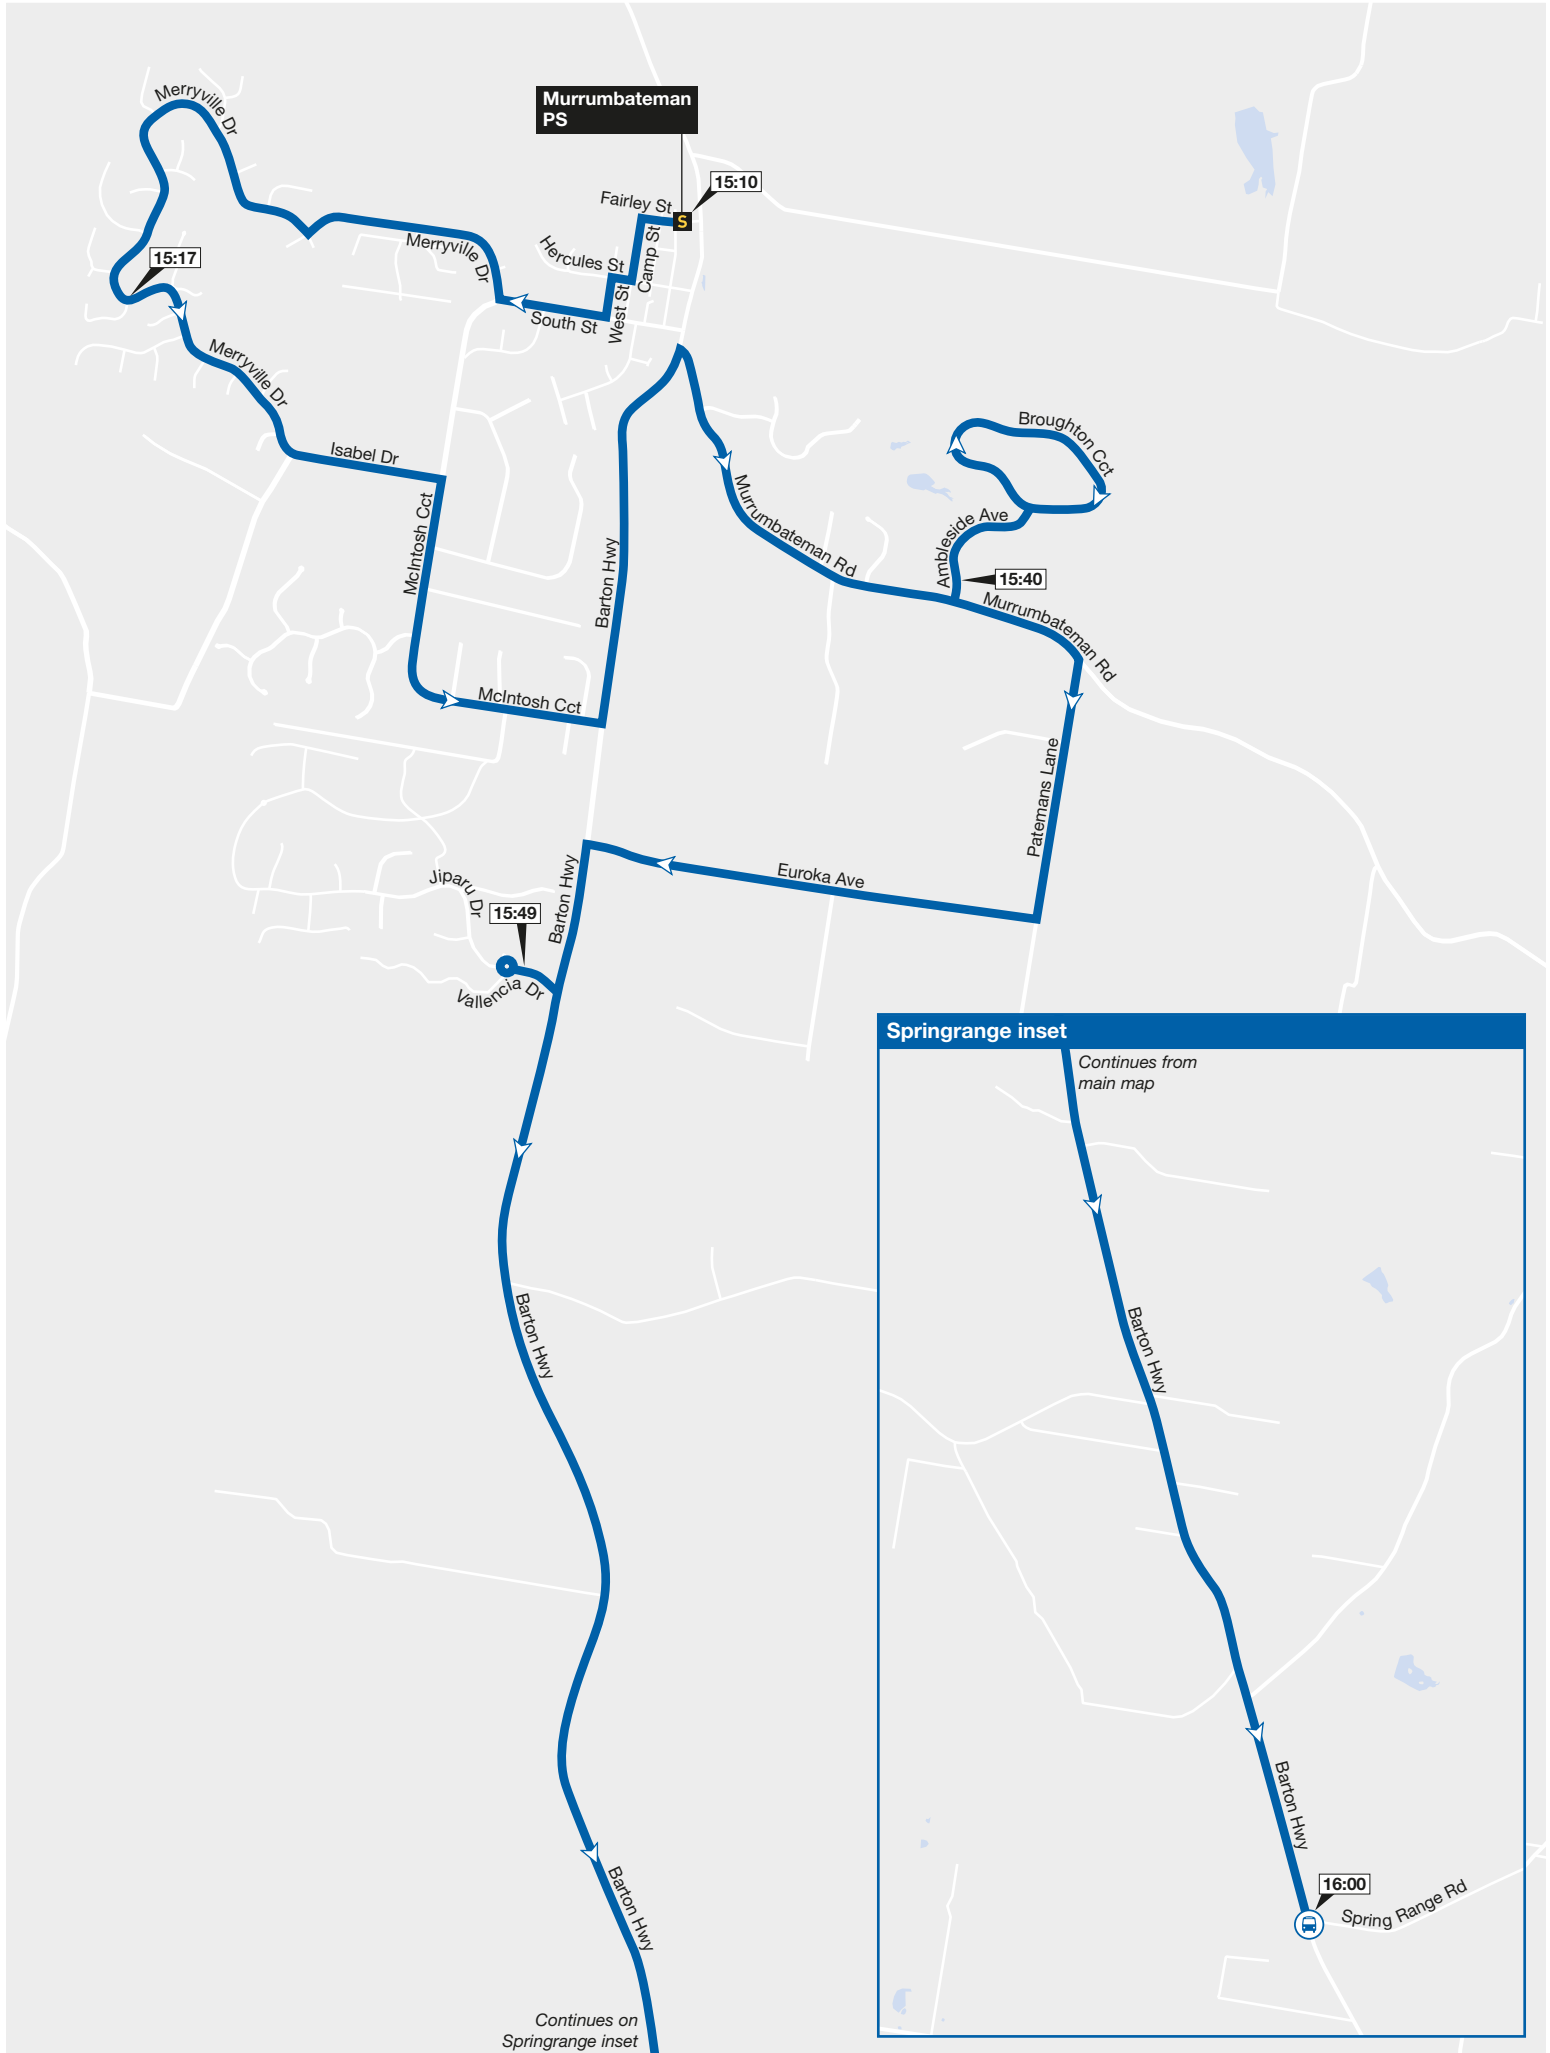 Merryville Dr
Murrumbateman
PS
15:10
Fairley St
S
Camp St
Hercules St
Merryville Dr
15:17
West St
South St
Merryville Dr
Isabel Dr
Broughton Cct
McIntosh Cct
Murrumbateman Rd
Ambleside Ave
Barton Hwy
15:40
Murrumbateman Rd
McIntosh Cct
Patemans Lane
Euroka Ave
Jiparu Dr
15:49
Barton Hwy
Vallencia Dr
Springrange inset
Continues from
main map
Barton Hwy
Barton Hwy
Barton Hwy
16:00
Spring Range Rd
Barton Hwy
Continues on
Springrange inset